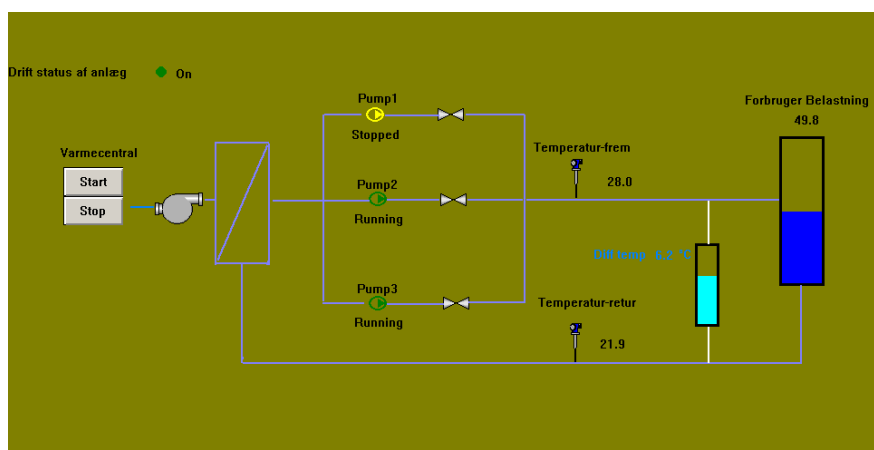 Drift status af anlæg On
Pump1
Forbruger Belastning
49.8
Stopped
Varmecentral
Temperatur-frem
Start
28.0
Pump2
Stop
Running
Diff temp 6.2 °C
Pump3
Temperatur-retur
Running
21.9